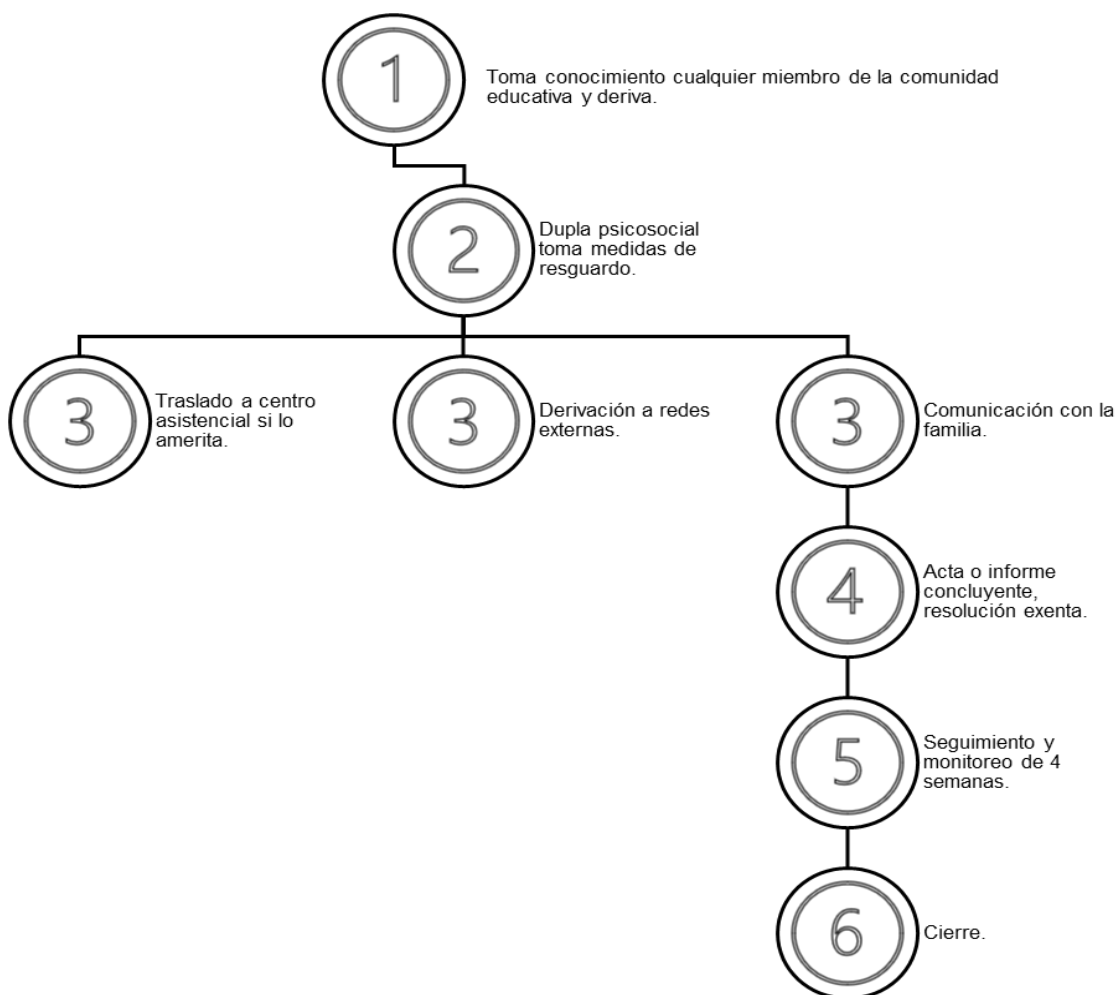 1
Toma conocimiento cualquier miembro de la comunidad
educativa y deriva.
2
Dupla psicosocial
toma medidas de
resguardo.
3
Traslado a centro
asistencial si lo
amerita.
3
Derivación a redes
externas.
3
Comunicación con la
familia.
4
Acta o informe
concluyente,
resolución exenta.
5
Seguimiento y
monitoreo de 4
semanas.
6
Cierre.